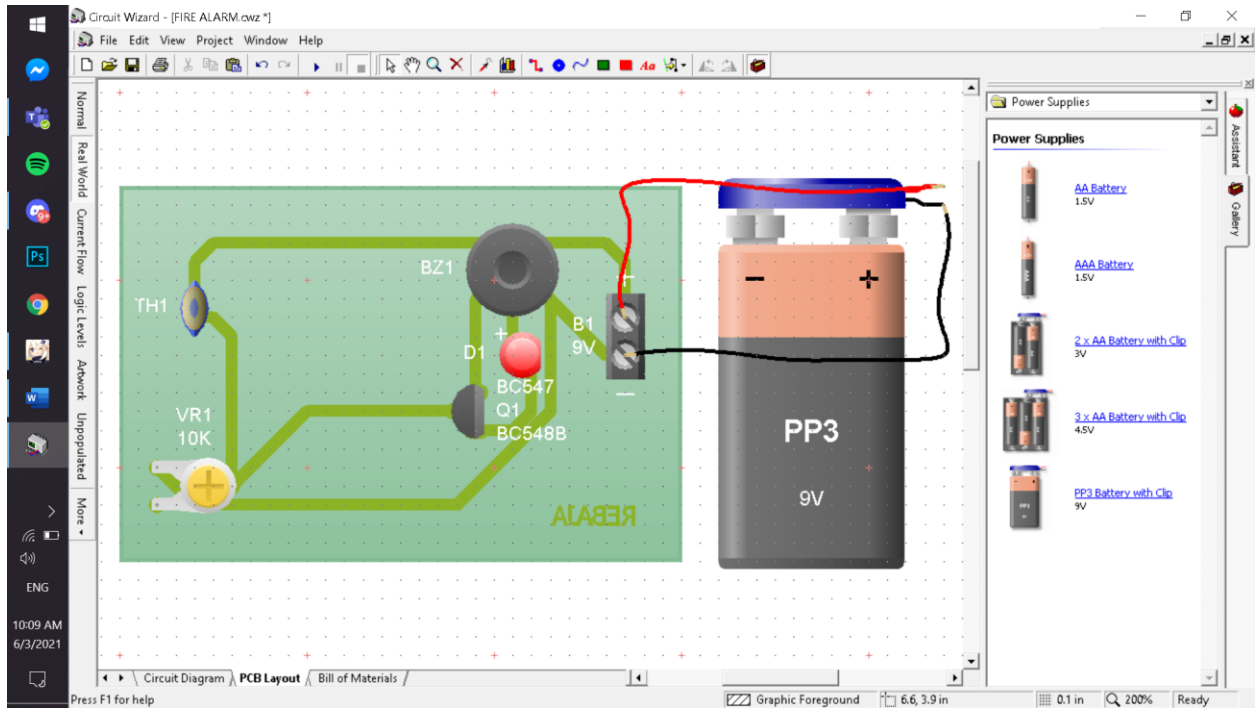 Circuit Wizard - [FIRE ALARM.cwz *]
File Edit View Project Window Help
Aa
Normal
Real World
Current Flow
Logic Levels
Artwork
Unpopulated
More
TH1
BZ1
+
D1
B1
9V
+
−
BC547
Q1
BC548B
VR1
10K
REBAJA
− +
PP3
9V
Power Supplies
Power Supplies
AA Battery
1.5V
AAA Battery
1.5V
2 x AA Battery with Clip
3V
3 x AA Battery with Clip
4.5V
PP3 Battery with Clip
9V
Assistant
Gallery
Ps
9+
W
ENG
10:09 AM
6/3/2021
Circuit Diagram PCB Layout Bill of Materials
Press F1 for help
Graphic Foreground 6.6, 3.9 in 0.1 in 200% Ready